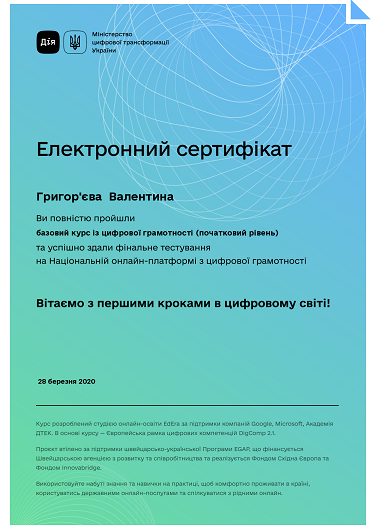 Дія
Міністерство
цифрової трансформації
України
Електронний сертифікат
Григор'єва Валентина
Ви повністю пройшли
базовий курс із цифрової грамотності (початковий рівень)
та успішно здали фінальне тестування
на Національній онлайн-платформі з цифрової грамотності
Вітаємо з першими кроками в цифровому світі!
28 березня 2020
Курс розроблений студією онлайн-освіти EdEra за підтримки компаній Google, Microsoft, Академія
ДТЕК. В основі курсу — Європейська рамка цифрових компетенцій DigComp 2.1.
Проєкт втілено за підтримки швейцарсько-української Програми EGAP, що фінансується
Швейцарською агенцією з розвитку та співробітництва та реалізується Фондом Східна Європа та
Фондом Innovabridge.
Використовуйте набуті знання та навички на практиці, щоб комфортно проживати в країні,
користуватись державними онлайн-послугами та спілкуватися з рідними онлайн.